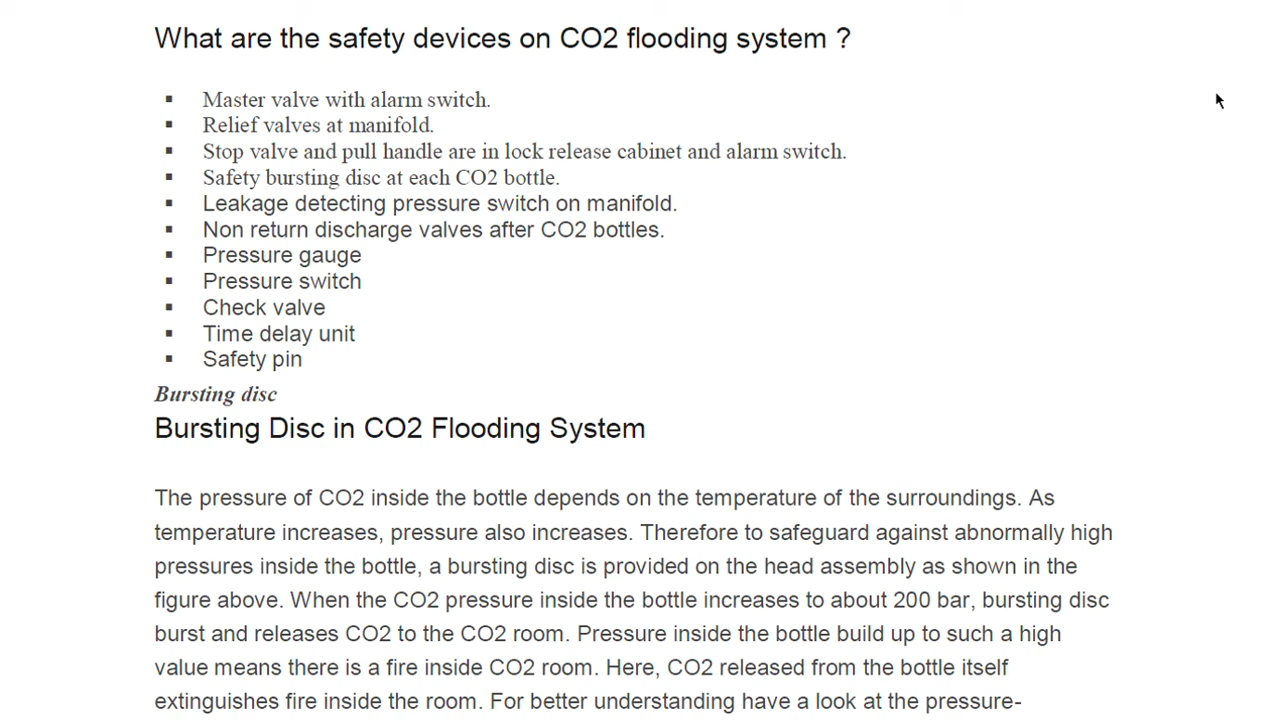 What are the safety devices on CO2 flooding system ?
▪ Master valve with alarm switch.
▪ Relief valves at manifold.
▪ Stop valve and pull handle are in lock release cabinet and alarm switch.
▪ Safety bursting disc at each CO2 bottle.
▪ Leakage detecting pressure switch on manifold.
▪ Non return discharge valves after CO2 bottles.
▪ Pressure gauge
▪ Pressure switch
▪ Check valve
▪ Time delay unit
▪ Safety pin
Bursting disc
Bursting Disc in CO2 Flooding System
The pressure of CO2 inside the bottle depends on the temperature of the surroundings. As
temperature increases, pressure also increases. Therefore to safeguard against abnormally high
pressures inside the bottle, a bursting disc is provided on the head assembly as shown in the
figure above. When the CO2 pressure inside the bottle increases to about 200 bar, bursting disc
burst and releases CO2 to the CO2 room. Pressure inside the bottle build up to such a high
value means there is a fire inside CO2 room. Here, CO2 released from the bottle itself
extinguishes fire inside the room. For better understanding have a look at the pressure-